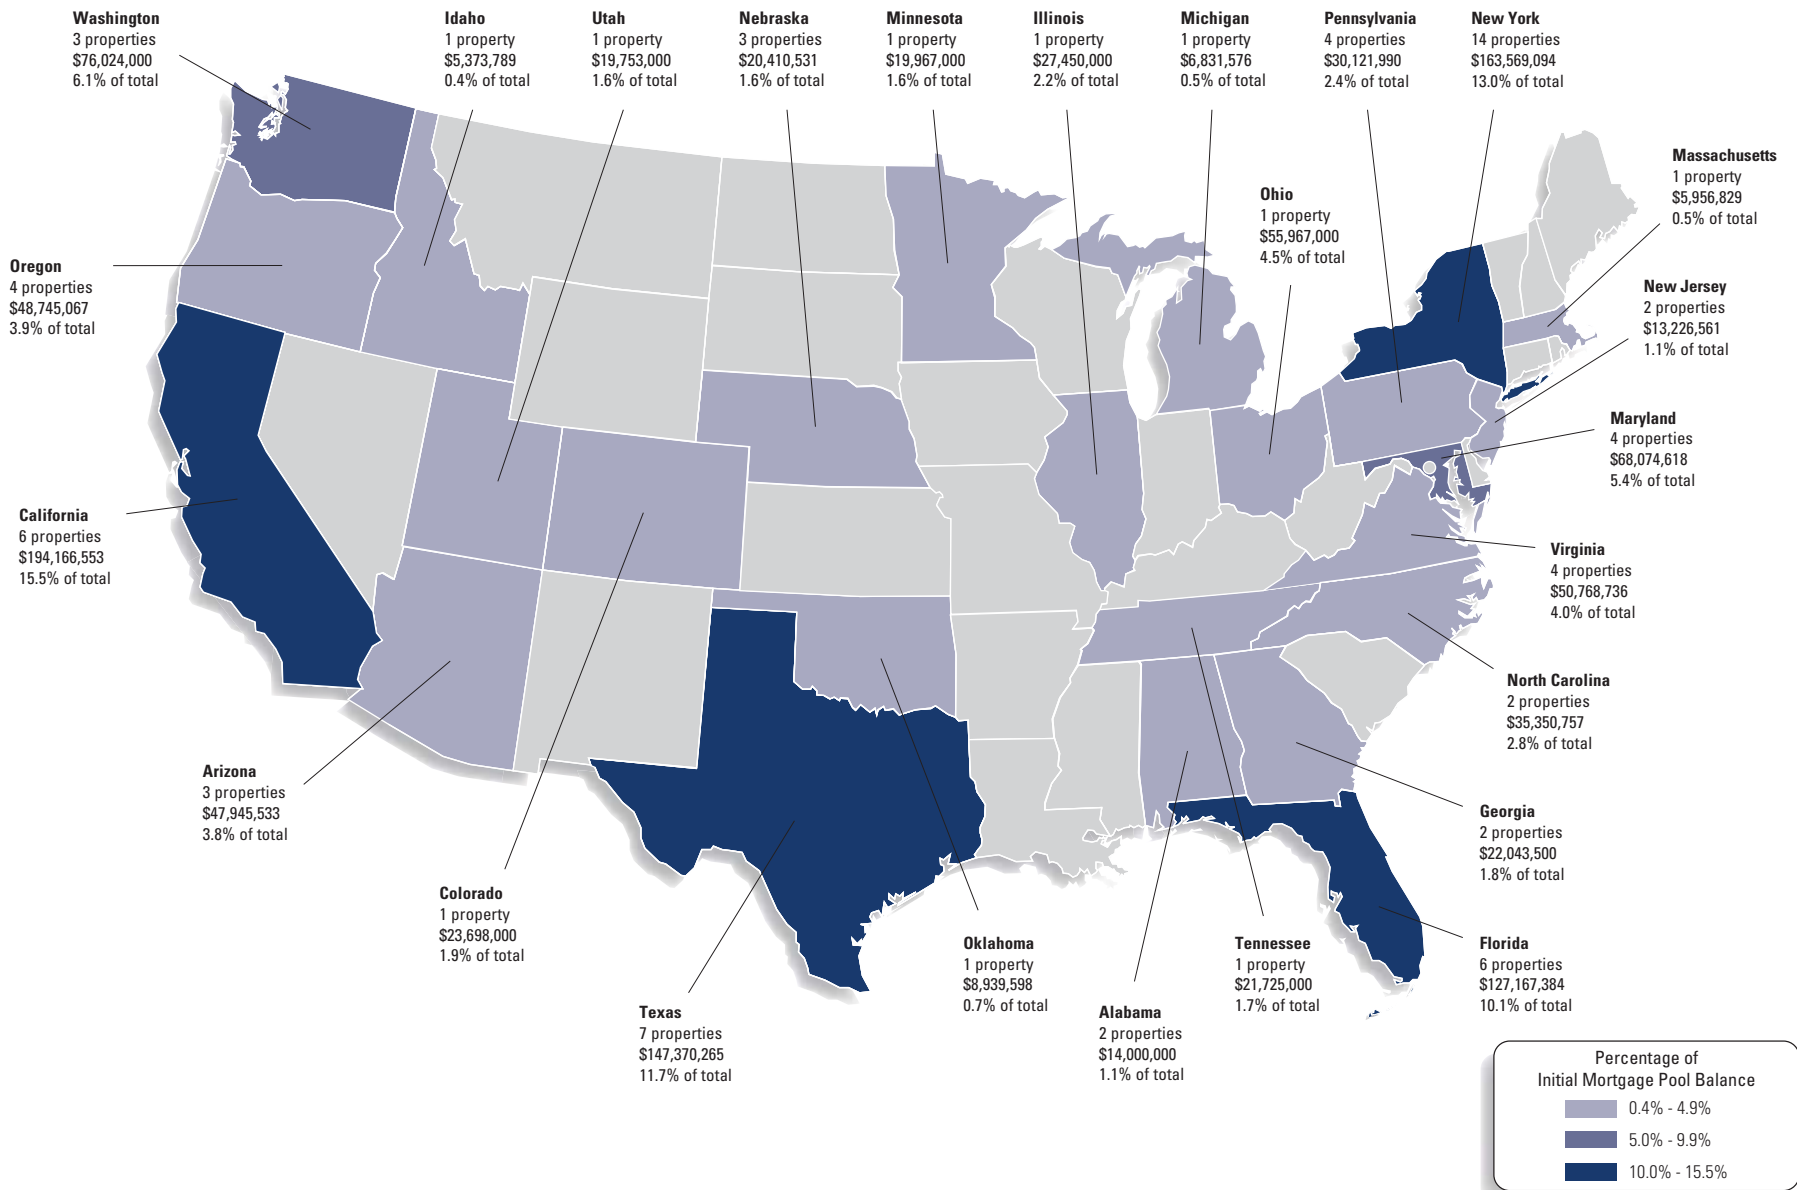 Washington
3 properties
$76,024,000
6.1% of total
Idaho
1 property
$5,373,789
0.4% of total
Utah
1 property
$19,753,000
1.6% of total
Nebraska
3 properties
$20,410,531
1.6% of total
Minnesota
1 property
$19,967,000
1.6% of total
Illinois
1 property
$27,450,000
2.2% of total
Michigan
1 property
$6,831,576
0.5% of total
Pennsylvania
4 properties
$30,121,990
2.4% of total
New York
14 properties
$163,569,094
13.0% of total
Massachusetts
1 property
$5,956,829
0.5% of total
Ohio
1 property
$55,967,000
4.5% of total
Oregon
4 properties
$48,745,067
3.9% of total
New Jersey
2 properties
$13,226,561
1.1% of total
Maryland
4 properties
$68,074,618
5.4% of total
California
6 properties
$194,166,553
15.5% of total
Virginia
4 properties
$50,768,736
4.0% of total
North Carolina
2 properties
$35,350,757
2.8% of total
Arizona
3 properties
$47,945,533
3.8% of total
Georgia
2 properties
$22,043,500
1.8% of total
Colorado
1 property
$23,698,000
1.9% of total
Oklahoma
1 property
$8,939,598
0.7% of total
Tennessee
1 property
$21,725,000
1.7% of total
Florida
6 properties
$127,167,384
10.1% of total
Texas
7 properties
$147,370,265
11.7% of total
Alabama
2 properties
$14,000,000
1.1% of total
Percentage of
Initial Mortgage Pool Balance
0.4% - 4.9%
5.0% - 9.9%
10.0% - 15.5%